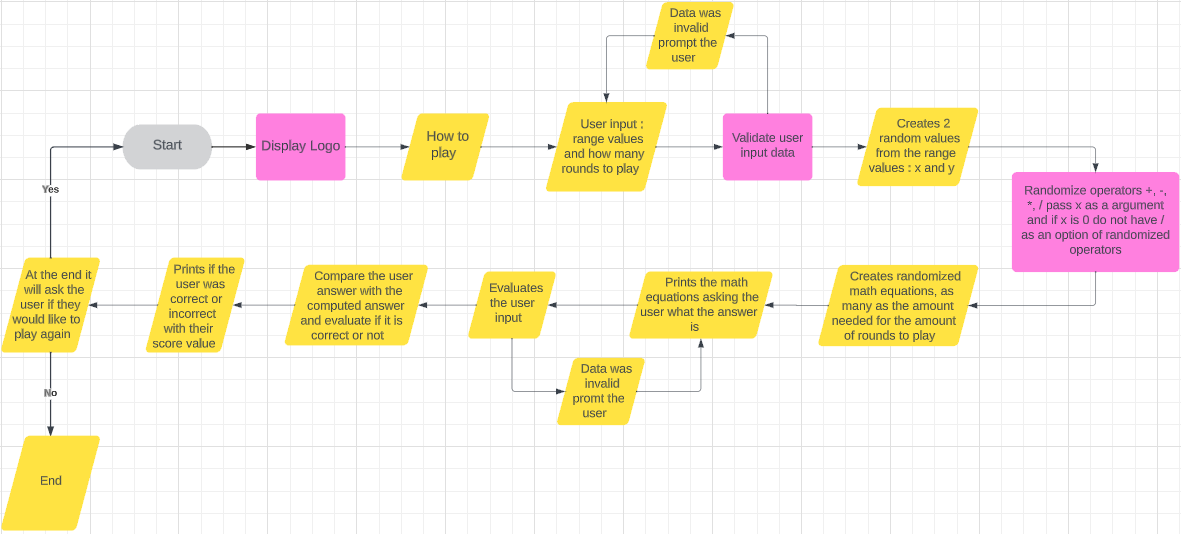 Data was
invalid
prompt the
user
Start
Display Logo
How to
play
User input :
range values
and how many
rounds to play
Validate user
input data
Creates 2
random values
from the range
values : x and y
Randomize operators +, -,
*, / pass x as a argument
and if x is 0 do not have /
as an option of randomized
operators
Yes
At the end it
will ask the
user if they
would like to
play again
Prints if the
user was
correct or
incorrect
with their
score value
Compare the user
answer with the
computed answer
and evaluate if it is
correct or not
Evaluates
the user
input
Prints the math
equations asking the
user what the answer
is
Creates randomized
math equations, as
many as the amount
needed for the amount
of rounds to play
Data was
invalid
promt the
user
No
End